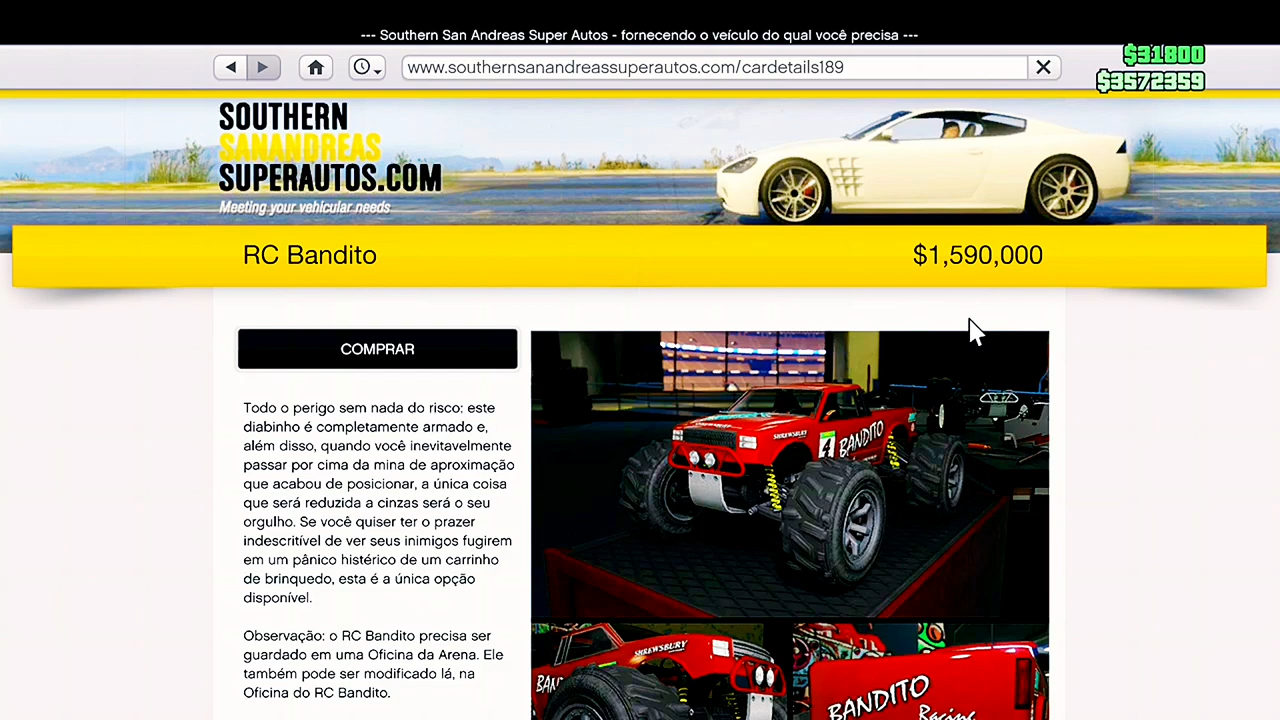 --- Southern San Andreas Super Autos - fornecendo o veículo do qual você precisa ---
www.southernsanandreassuperautos.com/cardetails189
$31800
$3572359
SOUTHERN
SANANDREAS
SUPERAUTOS.COM
Meeting your vehicular needs
RC Bandito
$1,590,000
COMPRAR
Todo o perigo sem nada do risco: este
diabinho é completamente armado e,
além disso, quando você inevitavelmente
passar por cima da mina de aproximação
que acabou de posicionar, a única coisa
que será reduzida a cinzas será o seu
orgulho. Se você quiser ter o prazer
indescritível de ver seus inimigos fugirem
em um pânico histérico de um carrinho
de brinquedo, esta é a única opção
disponível.
Observação: o RC Bandito precisa ser
guardado em uma Oficina da Arena. Ele
também pode ser modificado lá, na
Oficina do RC Bandito.
SHREWSBURY
4
BANDITO
SHREWSBURY
BAN
BANDITO
Racing